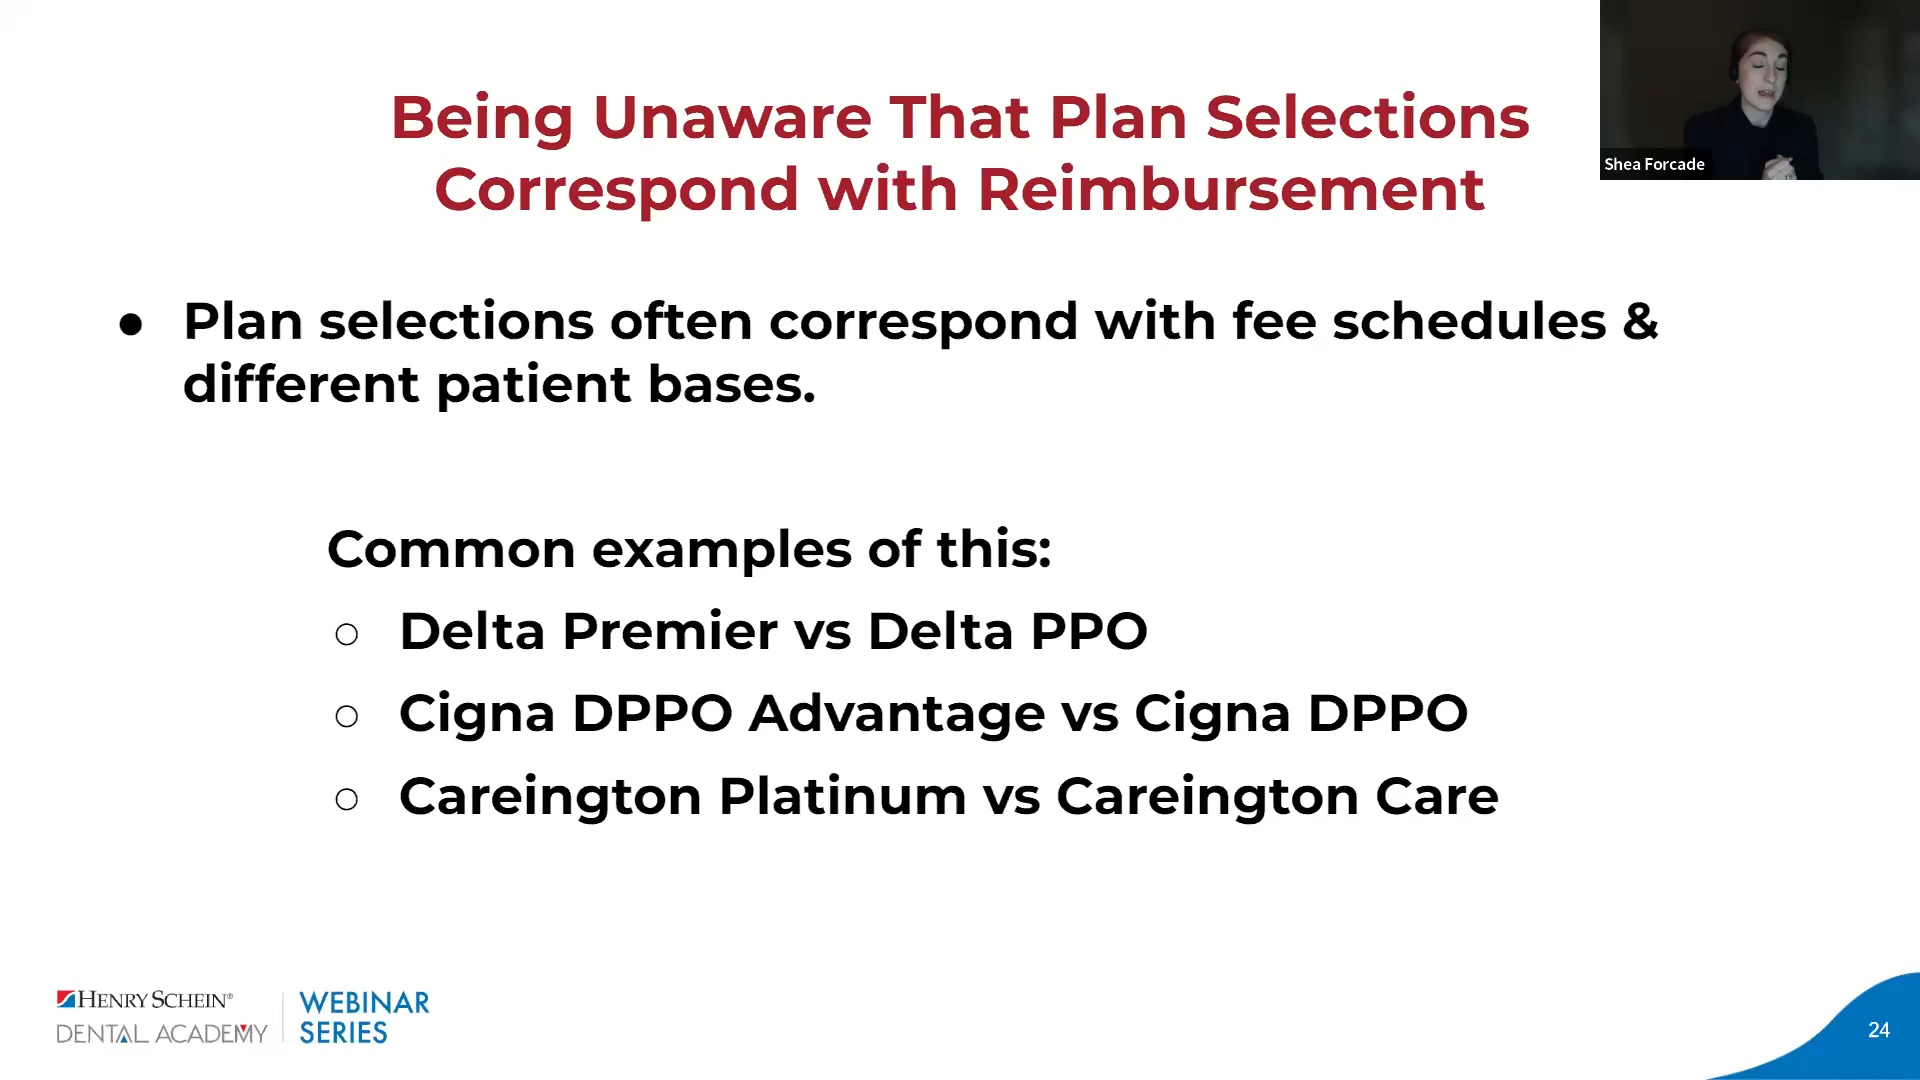 Being Unaware That Plan Selections
Correspond with Reimbursement
Shea Forcade
● Plan selections often correspond with fee schedules &
different patient bases.
Common examples of this:
○ Delta Premier vs Delta PPO
○ Cigna DPPO Advantage vs Cigna DPPO
○ Careington Platinum vs Careington Care
HENRY SCHEIN®
DENTAL ACADEMY
WEBINAR
SERIES
24